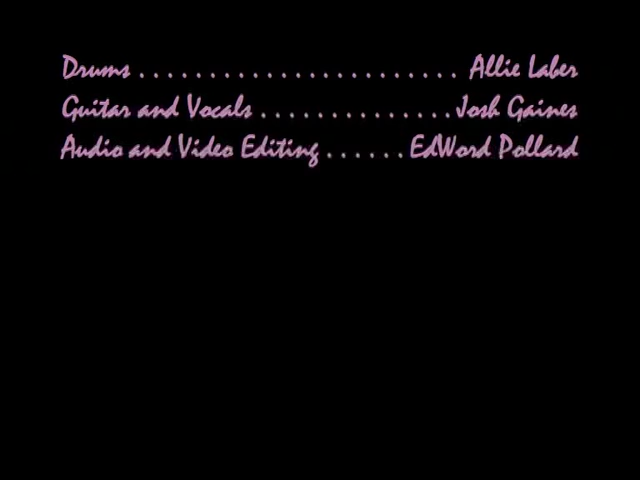 Drums . . . . . . . . . . . . . . . . . . . . . . . Allie Laber
Guitar and Vocals . . . . . . . . . . . . . . Josh Gaines
Audio and Video Editing . . . . . . EdWord Pollard